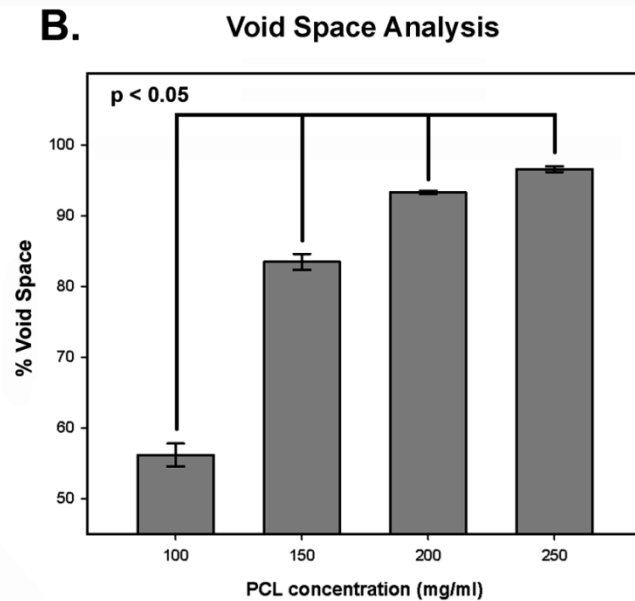 B.
Void Space Analysis
p < 0.05
100
90
80
70
60
50
% Void Space
100 150 200 250
PCL concentration (mg/ml)